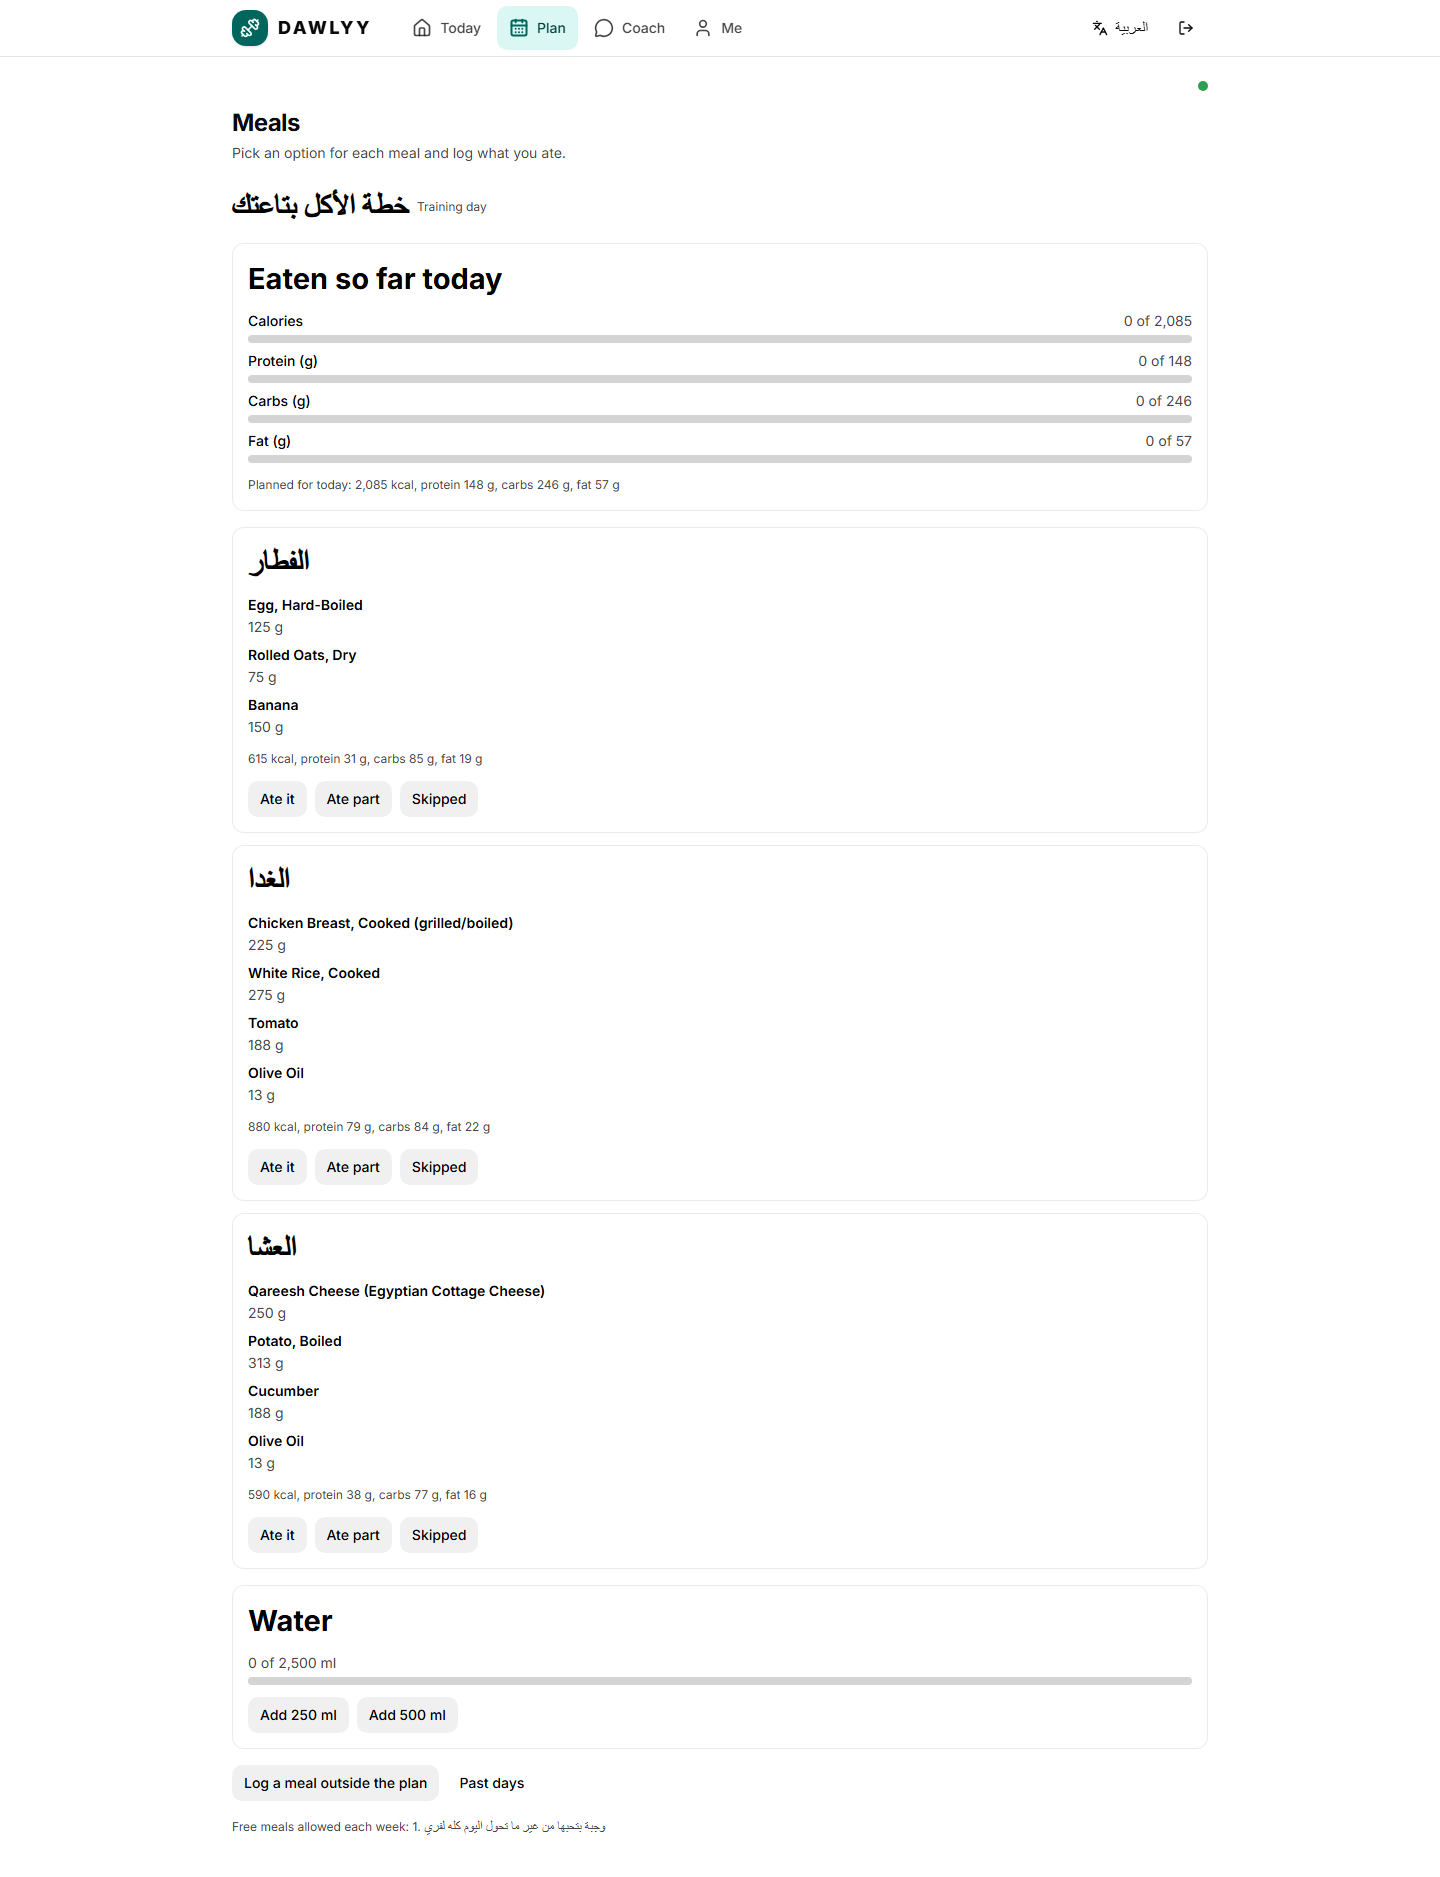 DAWLYY Today Plan Coach Me العربية
Meals
Pick an option for each meal and log what you ate.
خطة الأكل بتاعتك Training day
Eaten so far today
Calories 0 of 2,085
Protein (g) 0 of 148
Carbs (g) 0 of 246
Fat (g) 0 of 57
Planned for today: 2,085 kcal, protein 148 g, carbs 246 g, fat 57 g
الفطار
Egg, Hard-Boiled
125 g
Rolled Oats, Dry
75 g
Banana
150 g
615 kcal, protein 31 g, carbs 85 g, fat 19 g
Ate it Ate part Skipped
الغدا
Chicken Breast, Cooked (grilled/boiled)
225 g
White Rice, Cooked
275 g
Tomato
188 g
Olive Oil
13 g
880 kcal, protein 79 g, carbs 84 g, fat 22 g
Ate it Ate part Skipped
العشا
Qareesh Cheese (Egyptian Cottage Cheese)
250 g
Potato, Boiled
313 g
Cucumber
188 g
Olive Oil
13 g
590 kcal, protein 38 g, carbs 77 g, fat 16 g
Ate it Ate part Skipped
Water
0 of 2,500 ml
Add 250 ml Add 500 ml
Log a meal outside the plan Past days
Free meals allowed each week: 1. وجبة بتحبها من غير ما تحول اليوم كله لفري